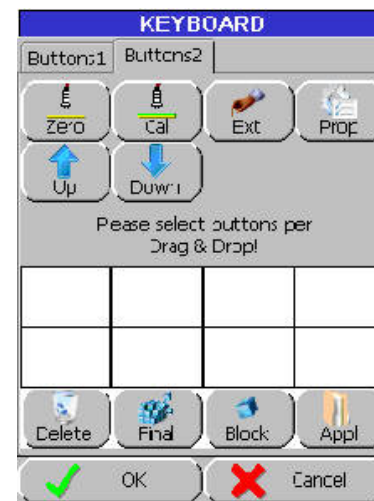 KEYBOARD
Buttons1 Buttons2
Zero Cal Ext Prop
Up Down
Please select buttons per
Drag & Drop!
Delete Final Block Appl
OK Cancel